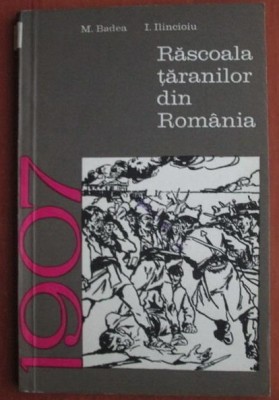 M. Badea I. Ilincioiu
Răscoala
țăranilor
din
România
1907